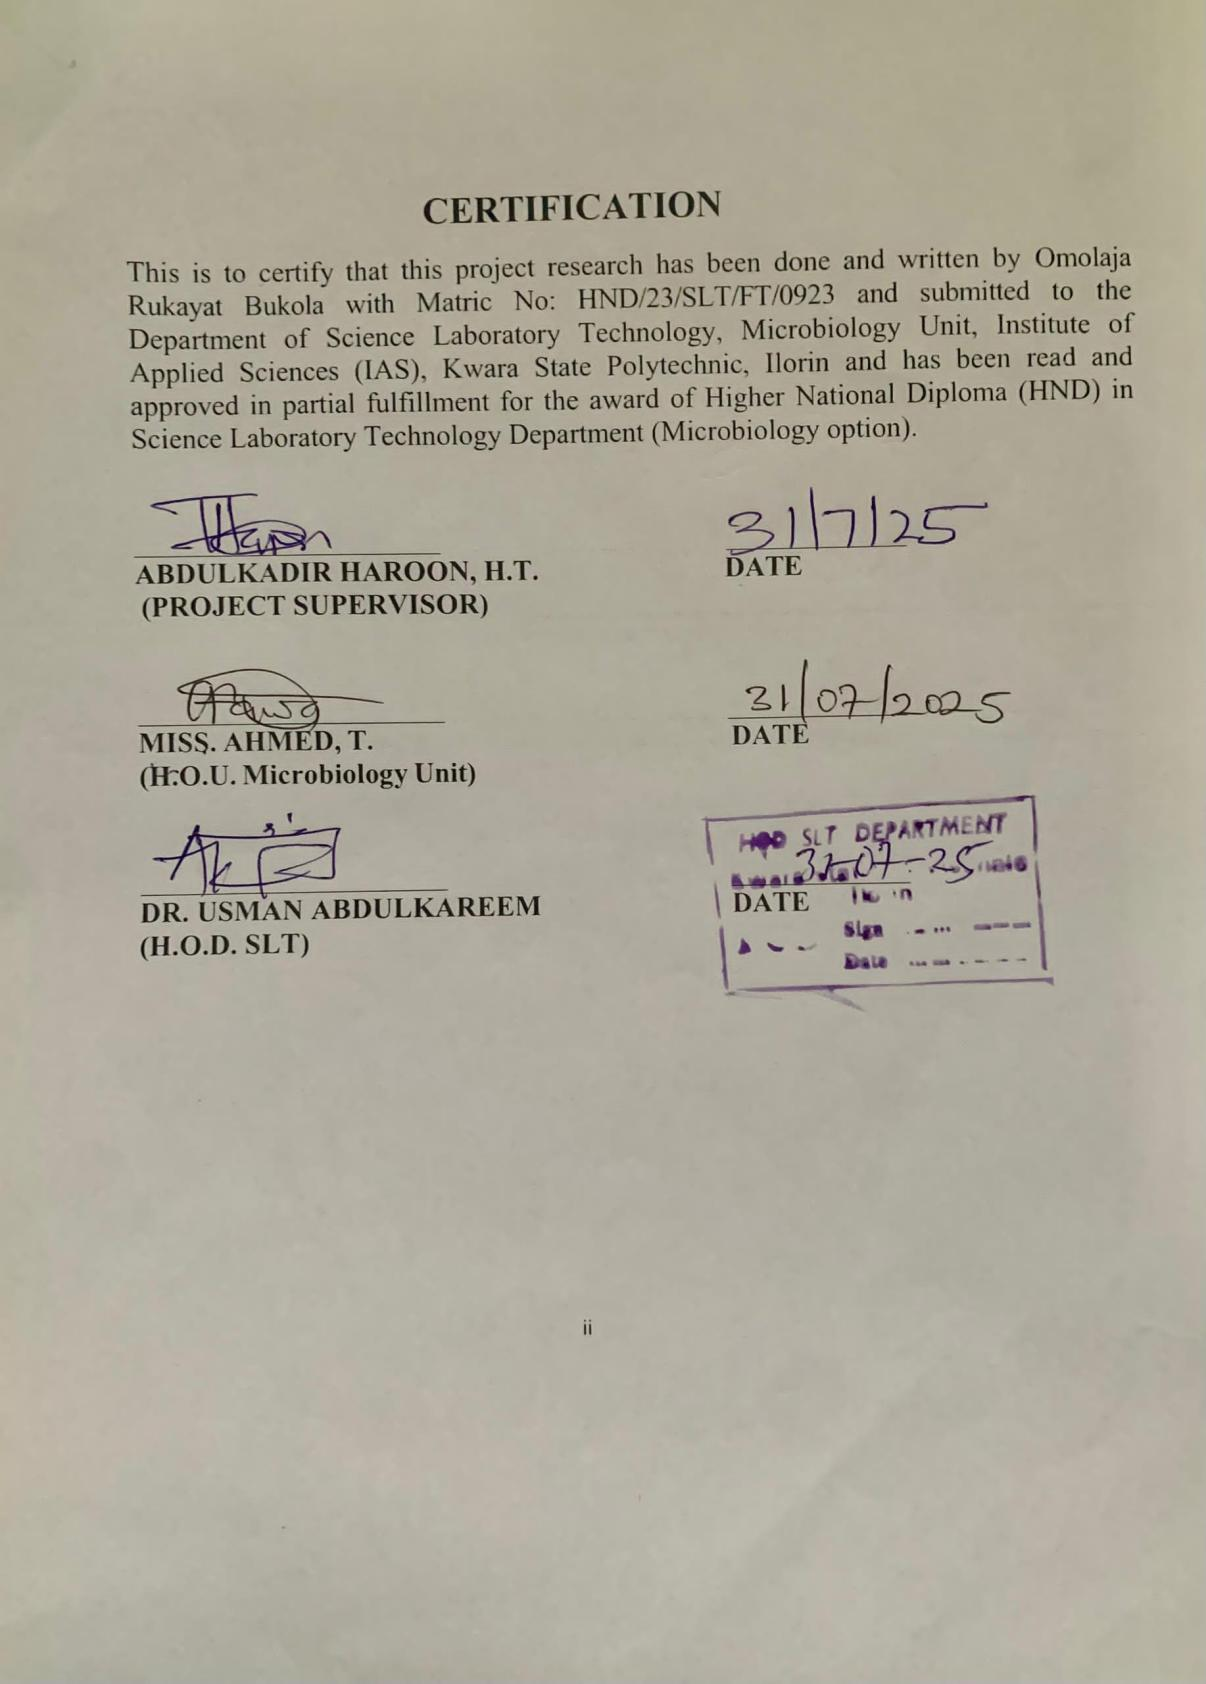 CERTIFICATION
This is to certify that this project research has been done and written by Omolaja
Rukayat Bukola with Matric No: HND/23/SLT/FT/0923 and submitted to the
Department of Science Laboratory Technology, Microbiology Unit, Institute of
Applied Sciences (IAS), Kwara State Polytechnic, Ilorin and has been read and
approved in partial fulfillment for the award of Higher National Diploma (HND) in
Science Laboratory Technology Department (Microbiology option).
31/7/25
ABDULKADIR HAROON, H.T.
DATE
(PROJECT SUPERVISOR)
31/07/2025
MISS. AHMED, T.
DATE
(H.O.U. Microbiology Unit)
HOD SLT DEPARTMENT
31-07-25
DR. USMAN ABDULKAREEM
DATE
(H.O.D. SLT)
Sign
Date
ii